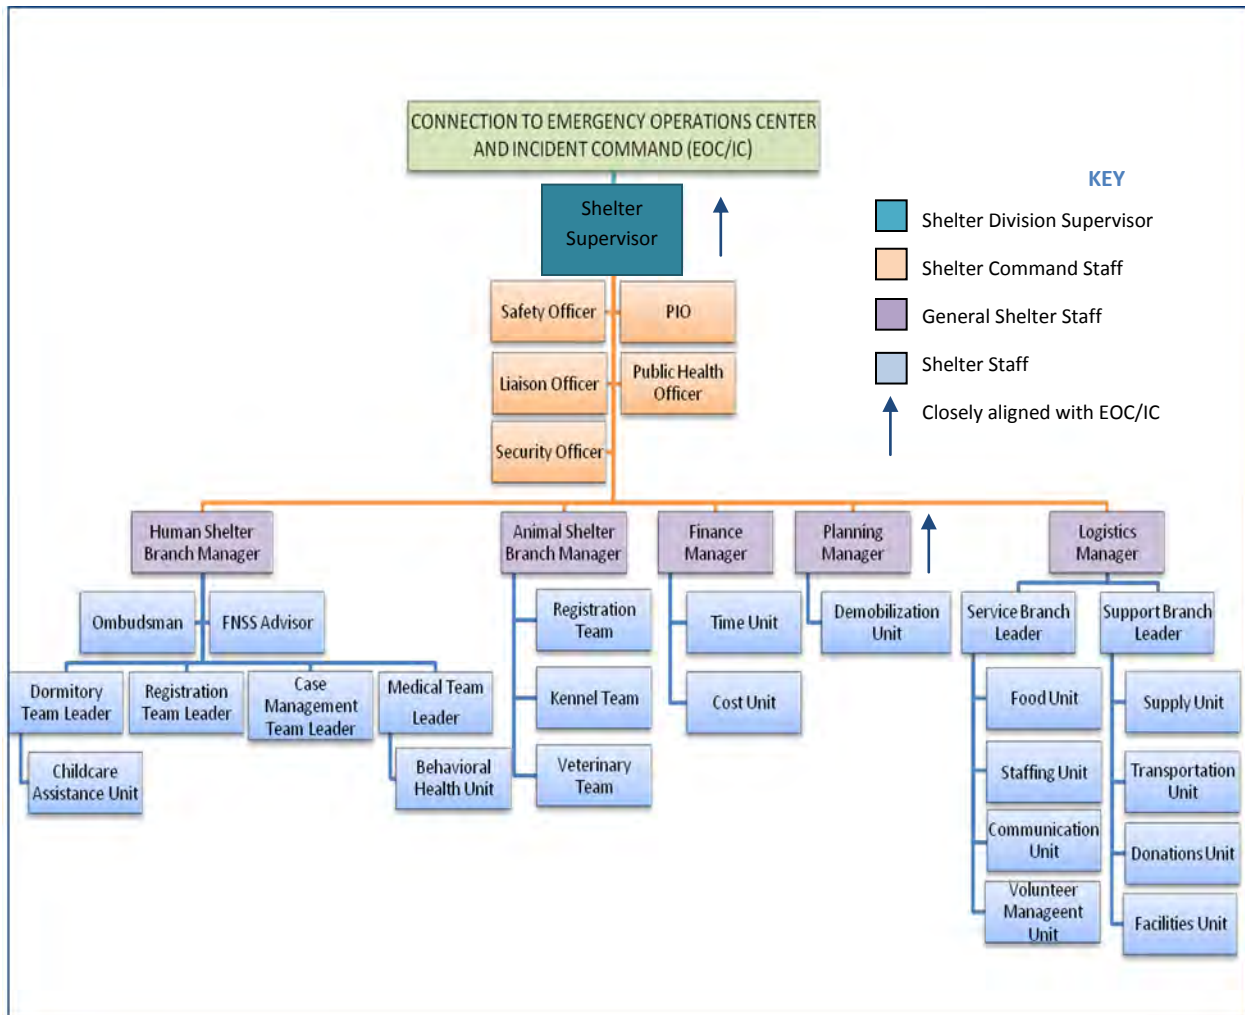 CONNECTION TO EMERGENCY OPERATIONS CENTER
AND INCIDENT COMMAND (EOC/IC)
Shelter
Supervisor
KEY
Shelter Division Supervisor
Shelter Command Staff
General Shelter Staff
Shelter Staff
Closely aligned with EOC/IC
Safety Officer
PIO
Liaison Officer
Public Health
Officer
Security Officer
Human Shelter
Branch Manager
Animal Shelter
Branch Manager
Finance
Manager
Planning
Manager
Logistics
Manager
Ombudsman
FNSS Advisor
Dormitory
Team Leader
Registration
Team Leader
Case
Management
Team Leader
Medical Team
Leader
Childcare
Assistance Unit
Behavioral
Health Unit
Registration
Team
Kennel Team
Veterinary
Team
Time Unit
Cost Unit
Demobilization
Unit
Service Branch
Leader
Support Branch
Leader
Food Unit
Staffing Unit
Communication
Unit
Volunteer
Manageent
Unit
Supply Unit
Transportation
Unit
Donations Unit
Facilities Unit